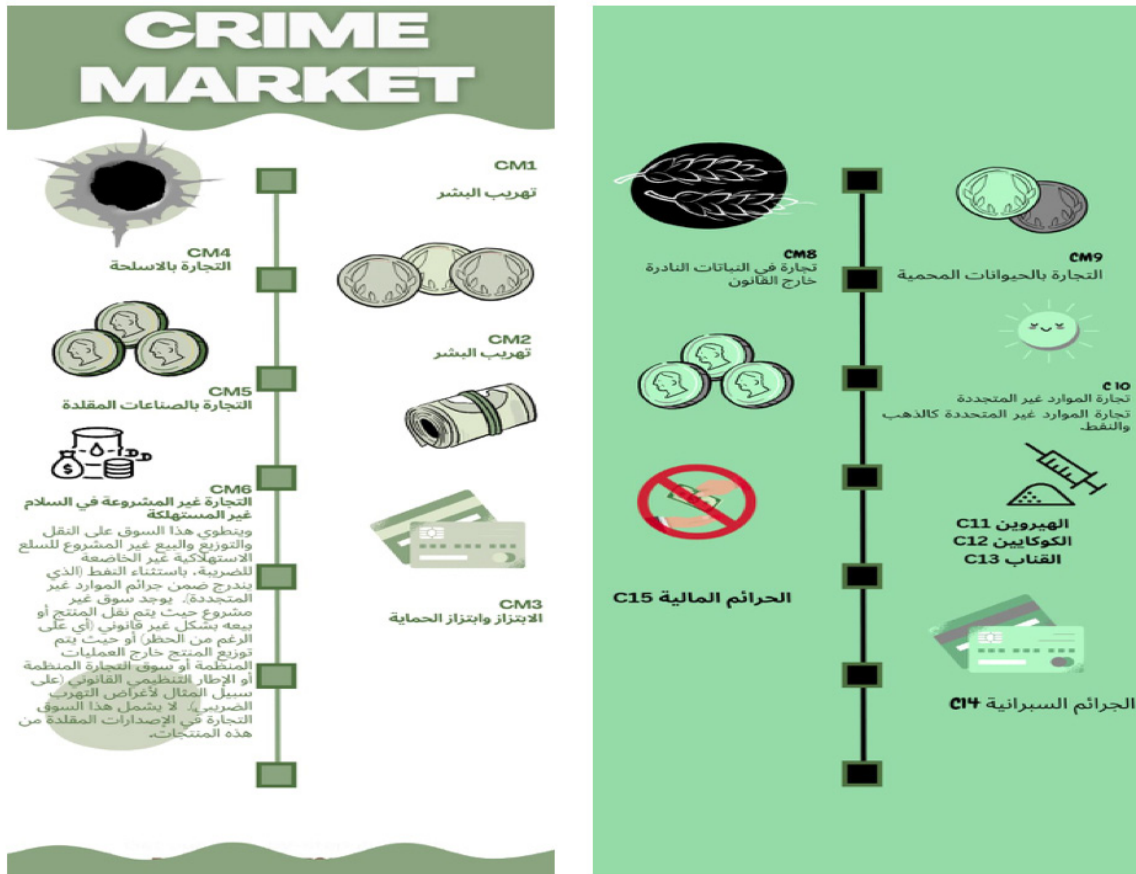 CRIME
MARKET
CM1
تهريب البشر
CM4
التجارة بالاسلحة
CM2
تهريب البشر
CM5
التجارة بالصناعات المقلدة
CM6
التجارة غير المشروعة في السلام
غير المستهلكة
وينطوي هذا السوق على النقل
والتوزيع والبيع غير المشروع للسلع
الاستهلاكية غير الخاضعة
للضريبة، باستثناء النفط (الذي
يندرج ضمن جرائم الموارد غير
المتجددة). يوجد سوق غير
مشروع حيث يتم نقل المنتج أو
بيعه بشكل غير قانوني (أي على
الرغم من الحظر) أو حيث يتم
توزيع المنتج خارج العمليات
المنظمة أو سوق التجارة المنظمة
أو الإطار التنظيمي القانوني (على
سبيل المثال لأغراض التهرب
الضريبي). لا يشمل هذا السوق
التجارة في الإصدارات المقلدة من
هذه المنتجات.
CM3
الابتزاز وابتزاز الحماية
CM8
تجارة في النباتات النادرة
خارج القانون
CM9
التجارة بالحيوانات المحمية
C 10
تجارة الموارد غير المتجددة
تجارة الموارد غير المتحددة كالذهب
والنفط.
الهيروين C11
الكوكايين C12
القناب C13
الحرائم المالية C15
الجرائم السبرانية C14